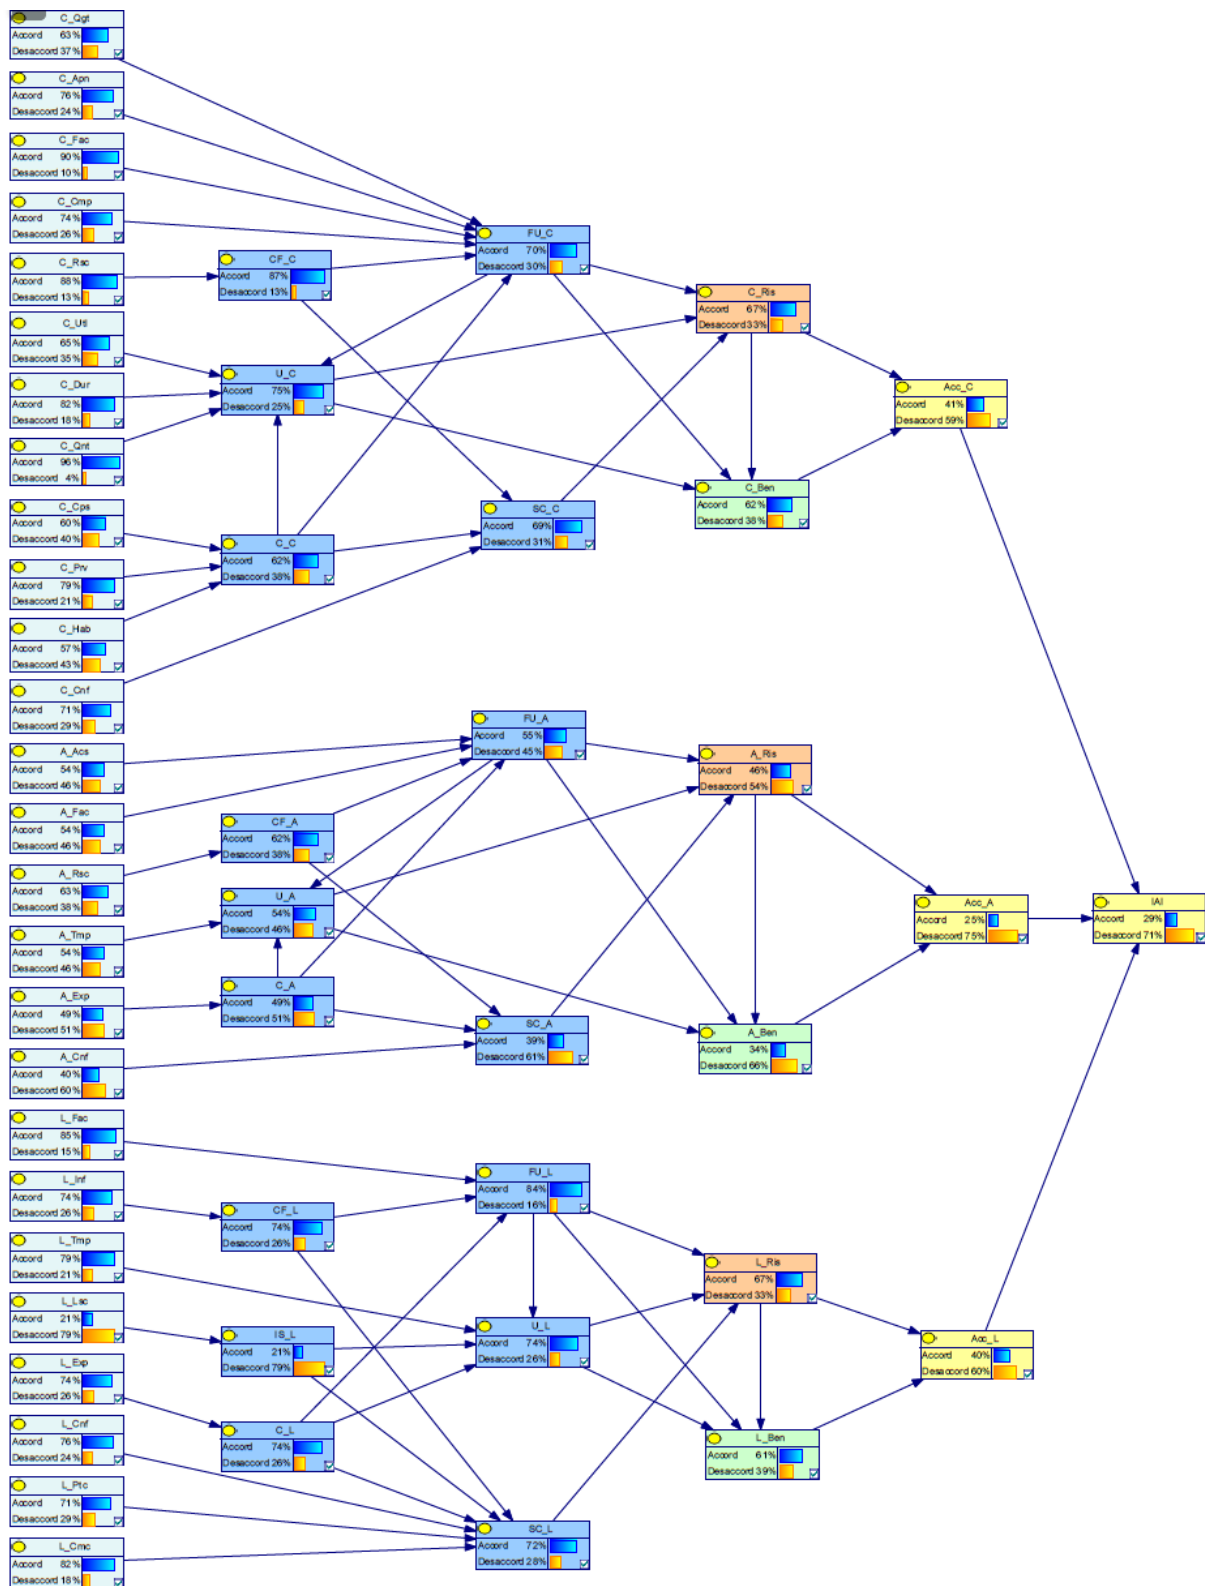 C_Qgt
Accord 63%
Desaccord 37%
C_Apn
Accord 76%
Desaccord 24%
C_Fac
Accord 90%
Desaccord 10%
C_Cmp
Accord 74%
Desaccord 26%
C_Rsc
Accord 88%
Desaccord 13%
C_Uti
Accord 65%
Desaccord 35%
C_Dur
Accord 82%
Desaccord 18%
C_Qnt
Accord 96%
Desaccord 4%
C_Cps
Accord 60%
Desaccord 40%
C_Prv
Accord 79%
Desaccord 21%
C_Hab
Accord 57%
Desaccord 43%
C_Cnf
Accord 71%
Desaccord 29%
A_Acs
Accord 54%
Desaccord 46%
A_Fac
Accord 54%
Desaccord 46%
A_Rsc
Accord 63%
Desaccord 38%
A_Tmp
Accord 54%
Desaccord 46%
A_Exp
Accord 49%
Desaccord 51%
A_Cnf
Accord 40%
Desaccord 60%
L_Fac
Accord 85%
Desaccord 15%
L_Inf
Accord 74%
Desaccord 26%
L_Tmp
Accord 79%
Desaccord 21%
L_Lsc
Accord 21%
Desaccord 79%
L_Exp
Accord 74%
Desaccord 26%
L_Cnf
Accord 76%
Desaccord 24%
L_Ptc
Accord 71%
Desaccord 29%
L_Cmc
Accord 82%
Desaccord 18%
CF_C
Accord 87%
Desaccord 13%
U_C
Accord 75%
Desaccord 25%
C_C
Accord 62%
Desaccord 38%
CF_A
Accord 62%
Desaccord 38%
U_A
Accord 54%
Desaccord 46%
C_A
Accord 49%
Desaccord 51%
CF_L
Accord 74%
Desaccord 26%
IS_L
Accord 21%
Desaccord 79%
C_L
Accord 74%
Desaccord 26%
FU_C
Accord 70%
Desaccord 30%
SC_C
Accord 69%
Desaccord 31%
FU_A
Accord 55%
Desaccord 45%
SC_A
Accord 39%
Desaccord 61%
FU_L
Accord 84%
Desaccord 16%
U_L
Accord 74%
Desaccord 26%
SC_L
Accord 72%
Desaccord 28%
C_Ris
Accord 67%
Desaccord 33%
C_Ben
Accord 62%
Desaccord 38%
A_Ris
Accord 46%
Desaccord 54%
A_Ben
Accord 34%
Desaccord 66%
L_Ris
Accord 67%
Desaccord 33%
L_Ben
Accord 61%
Desaccord 39%
Acc_C
Accord 41%
Desaccord 59%
Acc_A
Accord 25%
Desaccord 75%
Acc_L
Accord 40%
Desaccord 60%
IAI
Accord 29%
Desaccord 71%